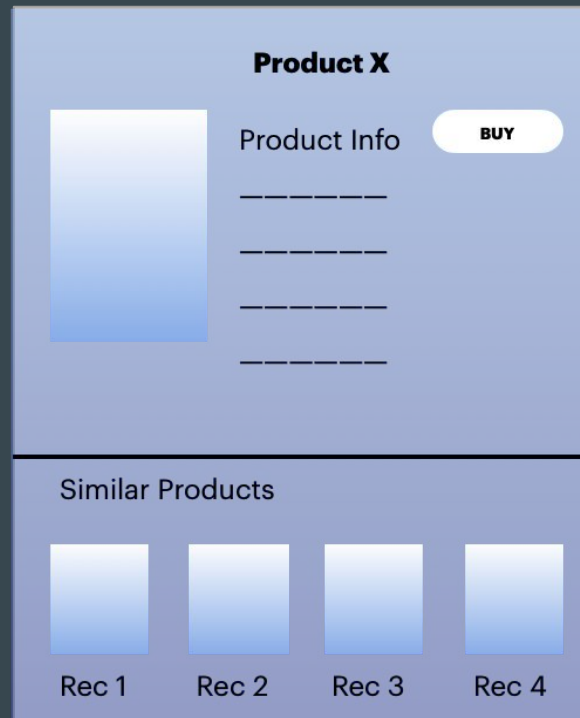 Product X
Product Info
BUY
Similar Products
Rec 1
Rec 2
Rec 3
Rec 4